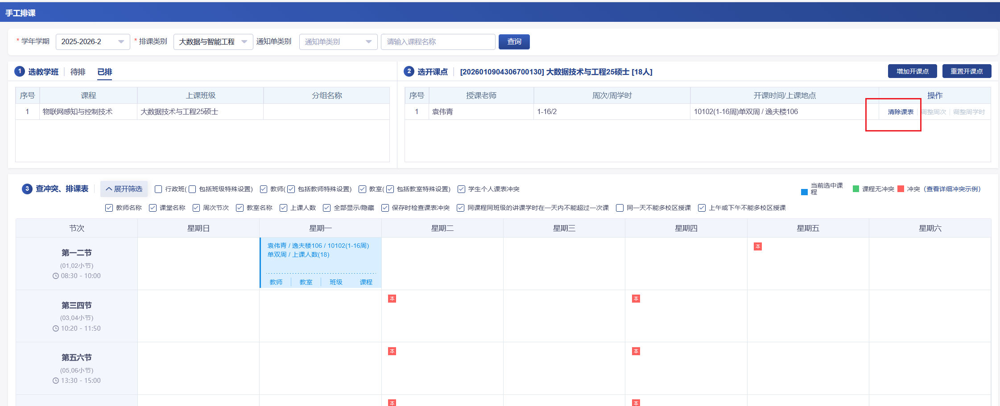 手工排课
* 学年学期 2025-2026-2 * 排课类别 大数据与智能工程 通知单类别 通知单类别 请输入课程名称 查询
1 选教学班 待排 已排
序号 课程 上课班级 分组名称
1 物联网感知与控制技术 大数据技术与工程25硕士
2 选开课点 [2026010904306700130] 大数据技术与工程25硕士 [18人] 增加开课点 重置开课点
序号 授课老师 周次/周学时 开课时间/上课地点 操作
1 袁伟青 1-16/2 10102(1-16周)单双周 / 逸夫楼106 清除课表 调整周次 调整周学时
3 查冲突、排课表 展开筛选 行政班( 包括班级特殊设置) 教师( 包括教师特殊设置) 教室( 包括教室特殊设置) 学生个人课表冲突
当前选中课程 课程无冲突 冲突 (查看详细冲突示例)
教师名称 课堂名称 周次节次 教室名称 上课人数 全部显示/隐藏 保存时检查课表冲突 同课程同班级的讲课学时在一天内不能超过一次课 同一天不能多校区授课 上午或下午不能多校区授课
节次 星期日 星期一 星期二 星期三 星期四 星期五 星期六
第一二节
(01,02小节)
08:30 - 10:00
袁伟青 / 逸夫楼106 / 10102(1-16周)
单双周 / 上课人数(18)
教师 教室 班级 课程
本
第三四节
(03,04小节)
10:20 - 11:50
本 本
第五六节
(05,06小节)
13:30 - 15:00
本 本
本 本